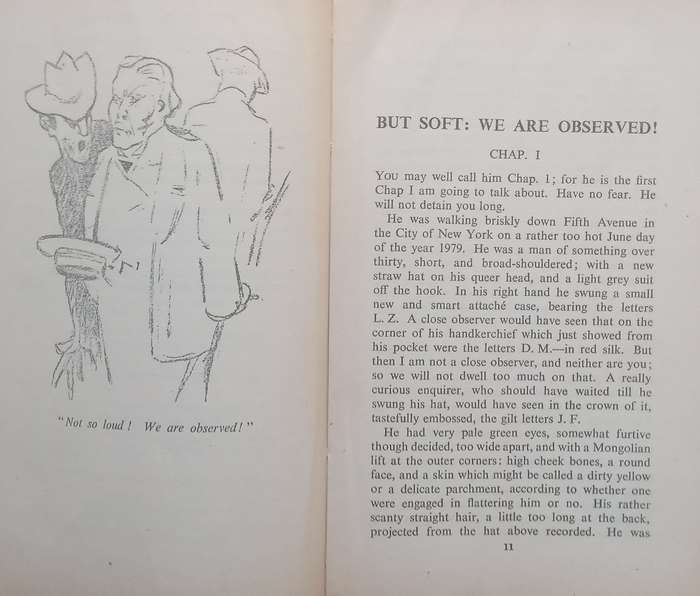 "Not so loud! We are observed!"
BUT SOFT: WE ARE OBSERVED!
CHAP. I
YOU may well call him Chap. 1; for he is the first
Chap I am going to talk about. Have no fear. He
will not detain you long.
He was walking briskly down Fifth Avenue in
the City of New York on a rather too hot June day
of the year 1979. He was a man of something over
thirty, short, and broad-shouldered; with a new
straw hat on his queer head, and a light grey suit
off the hook. In his right hand he swung a small
new and smart attaché case, bearing the letters
L. Z. A close observer would have seen that on the
corner of his handkerchief which just showed from
his pocket were the letters D. M.—in red silk. But
then I am not a close observer, and neither are you;
so we will not dwell too much on that. A really
curious enquirer, who should have waited till he
swung his hat, would have seen in the crown of it,
tastefully embossed, the gilt letters J. F.
He had very pale green eyes, somewhat furtive
though decided, too wide apart, and with a Mongolian
lift at the outer corners: high cheek bones, a round
face, and a skin which might be called a dirty yellow
or a delicate parchment, according to whether one
were engaged in flattering him or no. His rather
scanty straight hair, a little too long at the back,
projected from the hat above recorded. He was
11